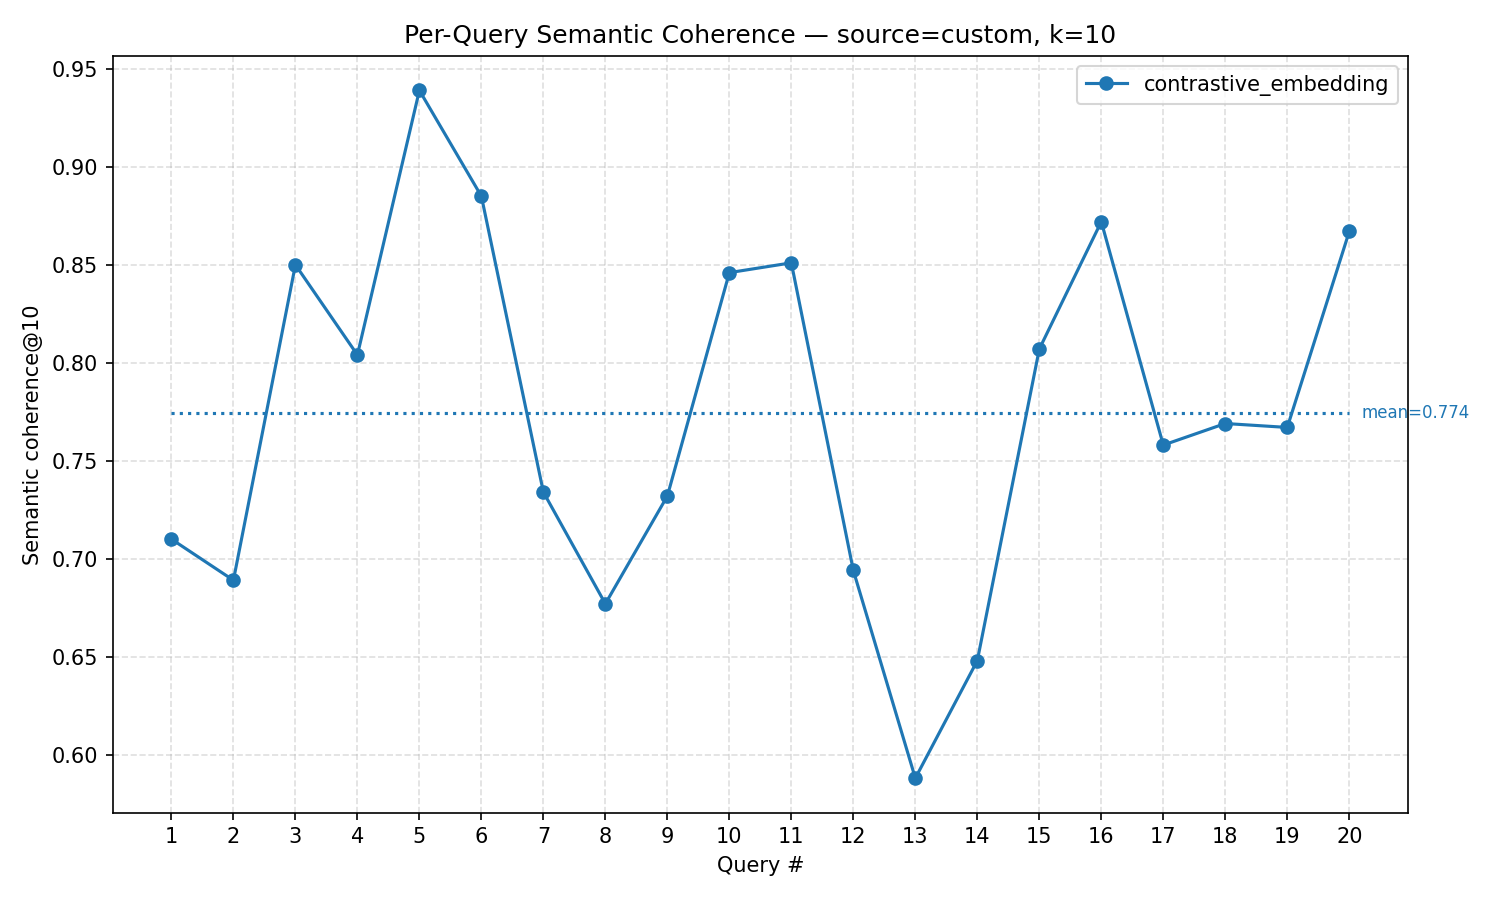 Per-Query Semantic Coherence — source=custom, k=10
contrastive_embedding
Semantic coherence@10
0.95
0.90
0.85
0.80
0.75
0.70
0.65
0.60
mean=0.774
1 2 3 4 5 6 7 8 9 10 11 12 13 14 15 16 17 18 19 20
Query #